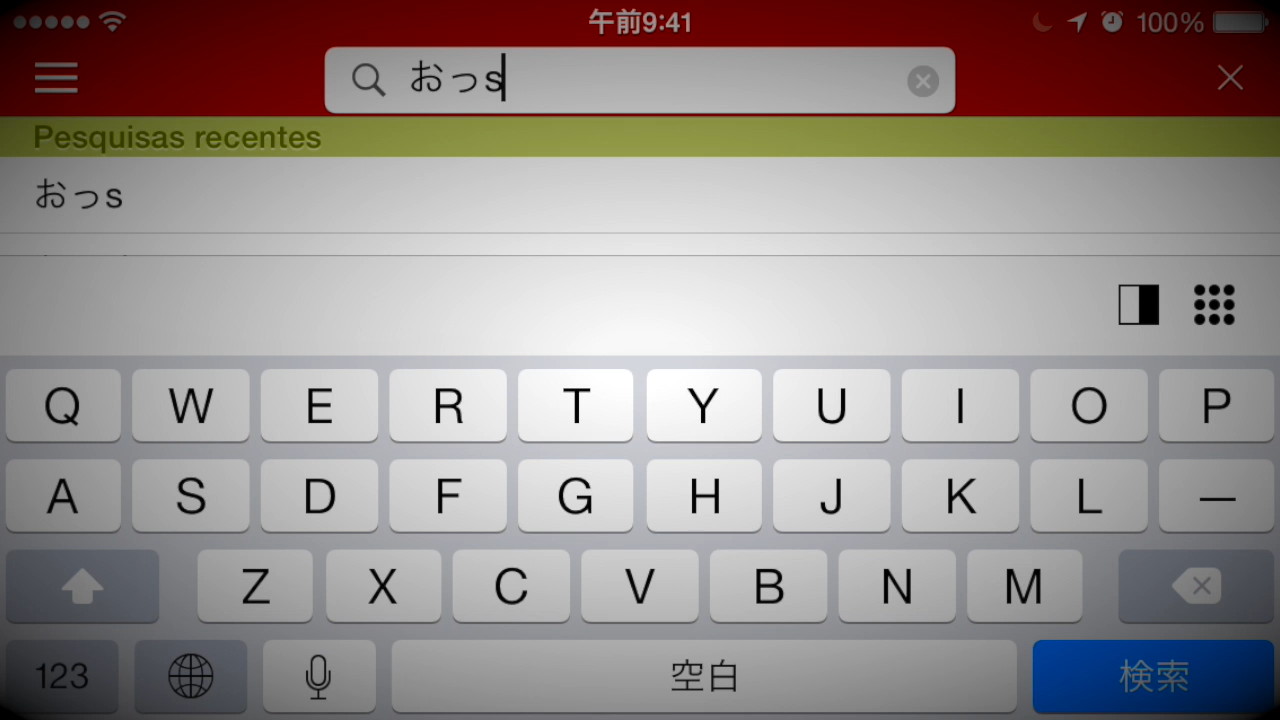 午前9:41 100%
おっs
Pesquisas recentes
おっs
Q W E R T Y U I O P
A S D F G H J K L —
Z X C V B N M
123 空白 検索